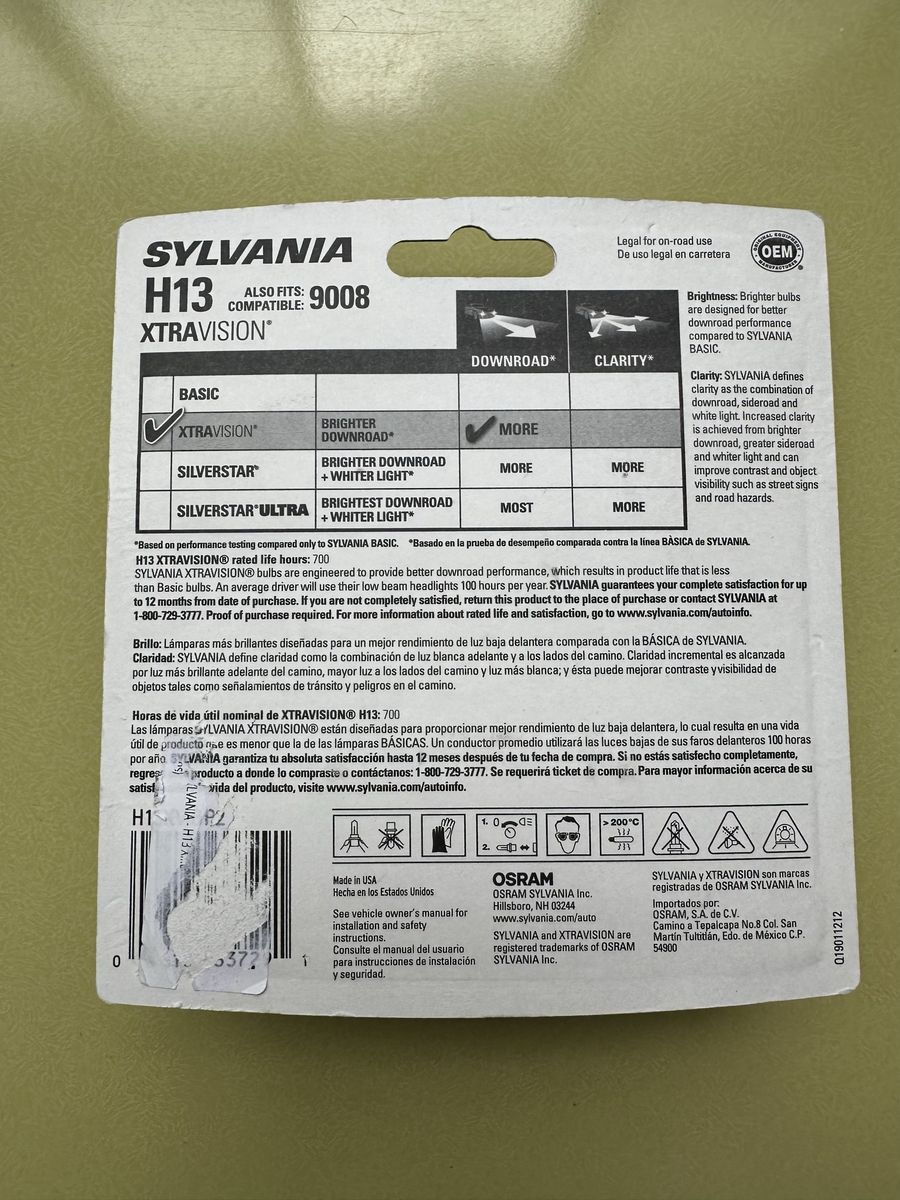 SYLVANIA
H13 ALSO FITS: COMPATIBLE: 9008
XTRAVISION®
Legal for on-road use
De uso legal en carretera
ORIGINAL EQUIPMENT
OEM
MANUFACTURER
DOWNROAD* CLARITY*
BASIC
XTRAVISION® BRIGHTER DOWNROAD* MORE
SILVERSTAR® BRIGHTER DOWNROAD + WHITER LIGHT* MORE MORE
SILVERSTAR®ULTRA BRIGHTEST DOWNROAD + WHITER LIGHT* MOST MORE
Brightness: Brighter bulbs
are designed for better
downroad performance
compared to SYLVANIA
BASIC.
Clarity: SYLVANIA defines
clarity as the combination of
downroad, sideroad and
white light. Increased clarity
is achieved from brighter
downroad, greater sideroad
and whiter light and can
improve contrast and object
visibility such as street signs
and road hazards.
*Based on performance testing compared only to SYLVANIA BASIC. *Basado en la prueba de desempeño comparada contra la línea BÁSICA de SYLVANIA.
H13 XTRAVISION® rated life hours: 700
SYLVANIA XTRAVISION® bulbs are engineered to provide better downroad performance, which results in product life that is less
than Basic bulbs. An average driver will use their low beam headlights 100 hours per year. SYLVANIA guarantees your complete satisfaction for up
to 12 months from date of purchase. If you are not completely satisfied, return this product to the place of purchase or contact SYLVANIA at
1-800-729-3777. Proof of purchase required. For more information about rated life and satisfaction, go to www.sylvania.com/autoinfo.
Brillo: Lámparas más brillantes diseñadas para un mejor rendimiento de luz baja delantera comparada con la BÁSICA de SYLVANIA.
Claridad: SYLVANIA define claridad como la combinación de luz blanca adelante y a los lados del camino. Claridad incremental es alcanzada
por luz más brillante adelante del camino, mayor luz a los lados del camino y luz más blanca; y ésta puede mejorar contraste y visibilidad de
objetos tales como señalamientos de tránsito y peligros en el camino.
Horas de vida útil nominal de XTRAVISION® H13: 700
Las lámparas SYLVANIA XTRAVISION® están diseñadas para proporcionar mejor rendimiento de luz baja delantera, lo cual resulta en una vida
útil de producto que es menor que la de las lámparas BÁSICAS. Un conductor promedio utilizará las luces bajas de sus faros delanteros 100 horas
por año. SYLVANIA garantiza tu absoluta satisfacción hasta 12 meses después de tu fecha de compra. Si no estás satisfecho completamente,
producto a donde lo compraste o contáctanos: 1-800-729-3777. Se requerirá ticket de compra. Para mayor información acerca de su
vida del producto, visite www.sylvania.com/autoinfo.
1. 0
2.
>200°C
Made in USA
Hecho en los Estados Unidos
See vehicle owner's manual for
installation and safety
instructions.
Consulte el manual del usuario
para instrucciones de instalación
y seguridad.
OSRAM
OSRAM SYLVANIA Inc.
Hillsboro, NH 03244
www.sylvania.com/auto
SYLVANIA and XTRAVISION are
registered trademarks of OSRAM
SYLVANIA Inc.
SYLVANIA y XTRAVISION son marcas
registradas de OSRAM SYLVANIA Inc.
Importados por:
OSRAM, S.A. de C.V.
Camino a Tepalcapa No.8 Col. San
Martín Tultitlán, Edo. de México C.P.
54900
Q19011212
0
1